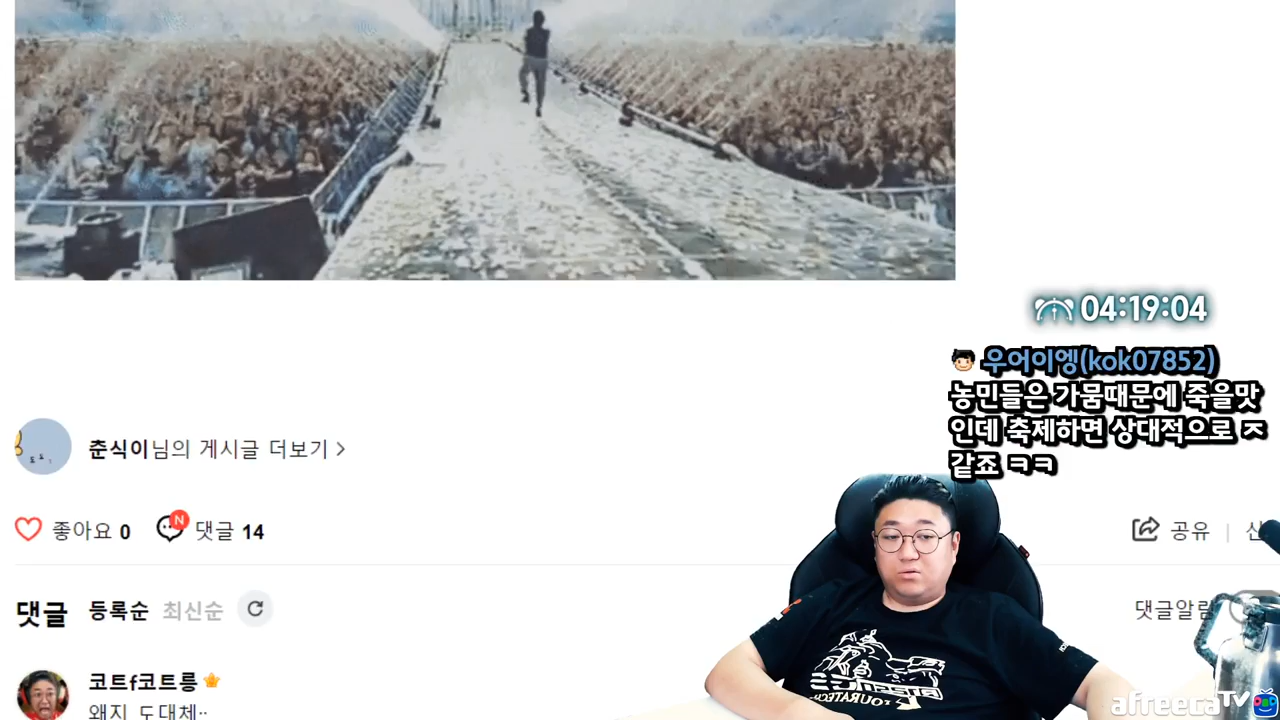 04:19:04
우어이엥(kok07852)
농민들은 가뭄때문에 죽을맛
인데 축제하면 상대적으로 ㅈ
같죠 ㅋㅋ
춘식이님의 게시글 더보기 >
좋아요 0 N 댓글 14
공유 | 신
댓글 등록순 최신순
댓글알림
코트f코트릉
왜지 도대체..
TOURATECH
afreecaTV